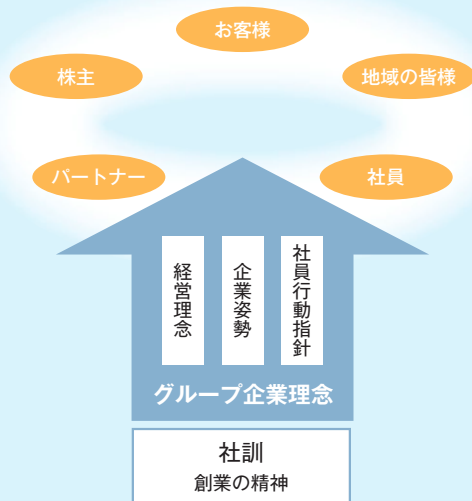 お客様
株主
地域の皆様
パートナー
社員
経営理念
企業姿勢
社員行動指針
グループ企業理念
社訓
創業の精神